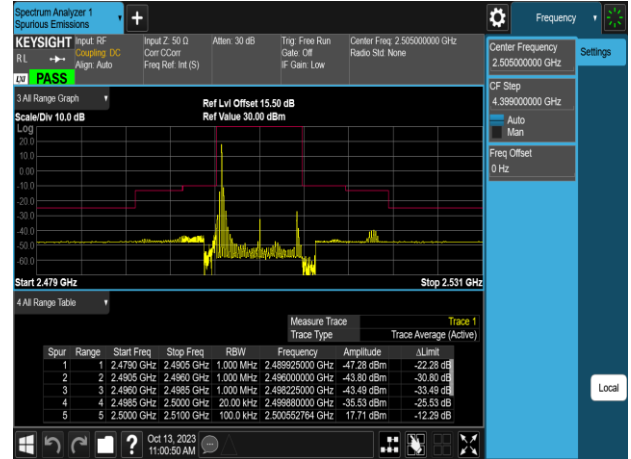 Spectrum Analyzer 1
Spurious Emissions
Frequency
KEYSIGHT
Input: RF
Input Z: 50 Ω
Atten: 30 dB
Trig: Free Run
Center Freq: 2.505000000 GHz
RL
Coupling: DC
Corr CCorr
Gate: Off
Radio Std: None
Align: Auto
Freq Ref: Int (S)
IF Gain: Low
LXI
PASS
Center Frequency
2.505000000 GHz
Settings
CF Step
4.399000000 GHz
Auto
Man
Freq Offset
0 Hz
3 All Range Graph
Ref Lvl Offset 15.50 dB
Scale/Div 10.0 dB
Ref Value 30.00 dBm
Log
20.0
10.0
0.00
-10.0
-20.0
-30.0
-40.0
-50.0
-60.0
Start 2.479 GHz
Stop 2.531 GHz
4 All Range Table
Measure Trace Trace 1
Trace Type Trace Average (Active)
Spur Range Start Freq Stop Freq RBW Frequency Amplitude ΔLimit
1 1 2.4790 GHz 2.4905 GHz 1.000 MHz 2.489925000 GHz -47.28 dBm -22.28 dB
2 2 2.4905 GHz 2.4960 GHz 1.000 MHz 2.496000000 GHz -43.80 dBm -30.80 dB
3 3 2.4960 GHz 2.4985 GHz 1.000 MHz 2.498225000 GHz -43.49 dBm -33.49 dB
4 4 2.4985 GHz 2.5000 GHz 20.00 kHz 2.499880000 GHz -35.53 dBm -25.53 dB
5 5 2.5000 GHz 2.5100 GHz 100.0 kHz 2.500552764 GHz 17.71 dBm -12.29 dB
Local
?
Oct 13, 2023
11:00:50 AM